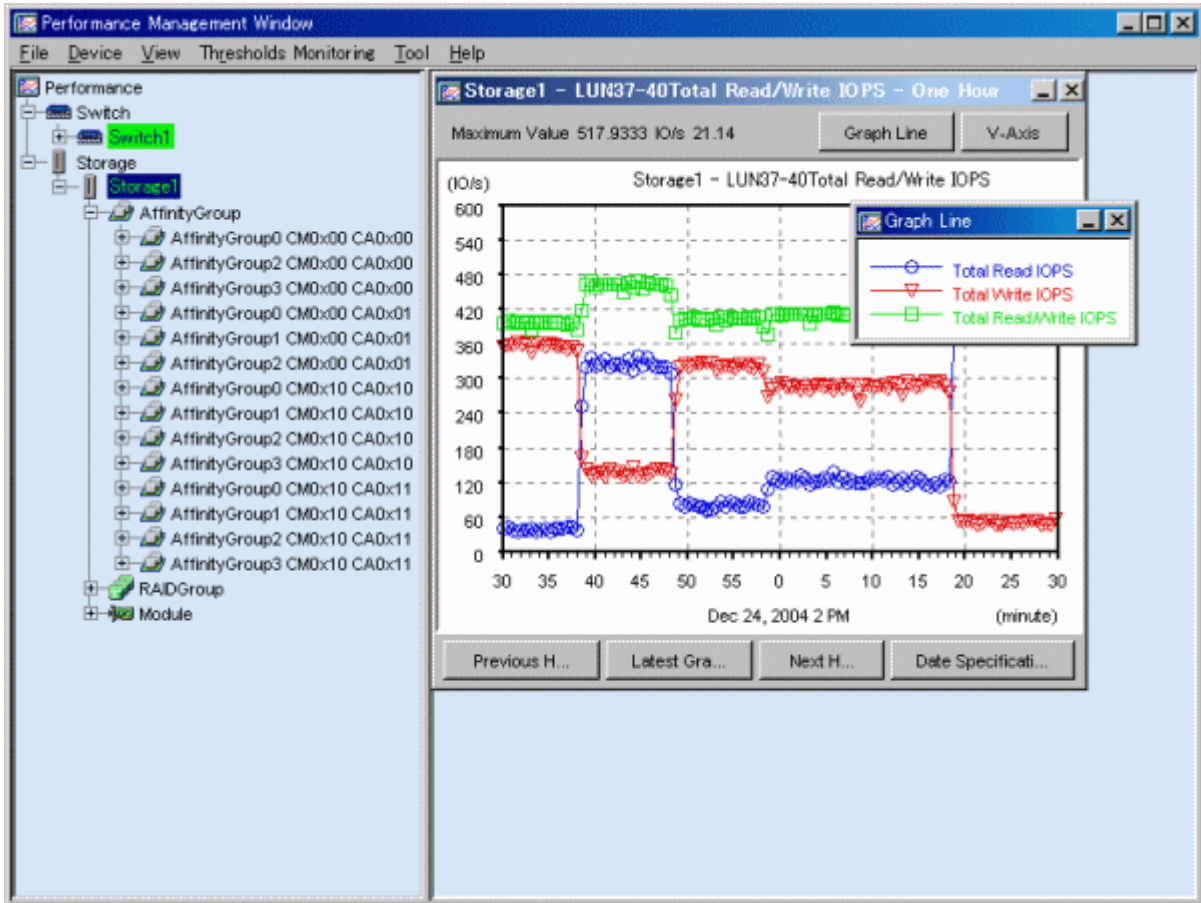 Performance Management Window
File Device View Thresholds Monitoring Tool Help
Performance
Switch
Switch1
Storage
Storage1
AffinityGroup
AffinityGroup0 CM0x00 CA0x00
AffinityGroup2 CM0x00 CA0x00
AffinityGroup3 CM0x00 CA0x00
AffinityGroup0 CM0x00 CA0x01
AffinityGroup1 CM0x00 CA0x01
AffinityGroup2 CM0x00 CA0x01
AffinityGroup0 CM0x10 CA0x10
AffinityGroup1 CM0x10 CA0x10
AffinityGroup2 CM0x10 CA0x10
AffinityGroup3 CM0x10 CA0x10
AffinityGroup0 CM0x10 CA0x11
AffinityGroup1 CM0x10 CA0x11
AffinityGroup2 CM0x10 CA0x11
AffinityGroup3 CM0x10 CA0x11
RAIDGroup
Module
Storage1 - LUN37-40Total Read/Write IOPS - One Hour
Maximum Value 517.9333 IO/s 21.14 Graph Line V-Axis
(IO/s) Storage1 - LUN37-40Total Read/Write IOPS
600
540
480
420
360
300
240
180
120
60
0
30 35 40 45 50 55 0 5 10 15 20 25 30
Dec 24, 2004 2 PM (minute)
Graph Line
Total Read IOPS
Total Write IOPS
Total Read/Write IOPS
Previous H... Latest Gra... Next H... Date Specificati...